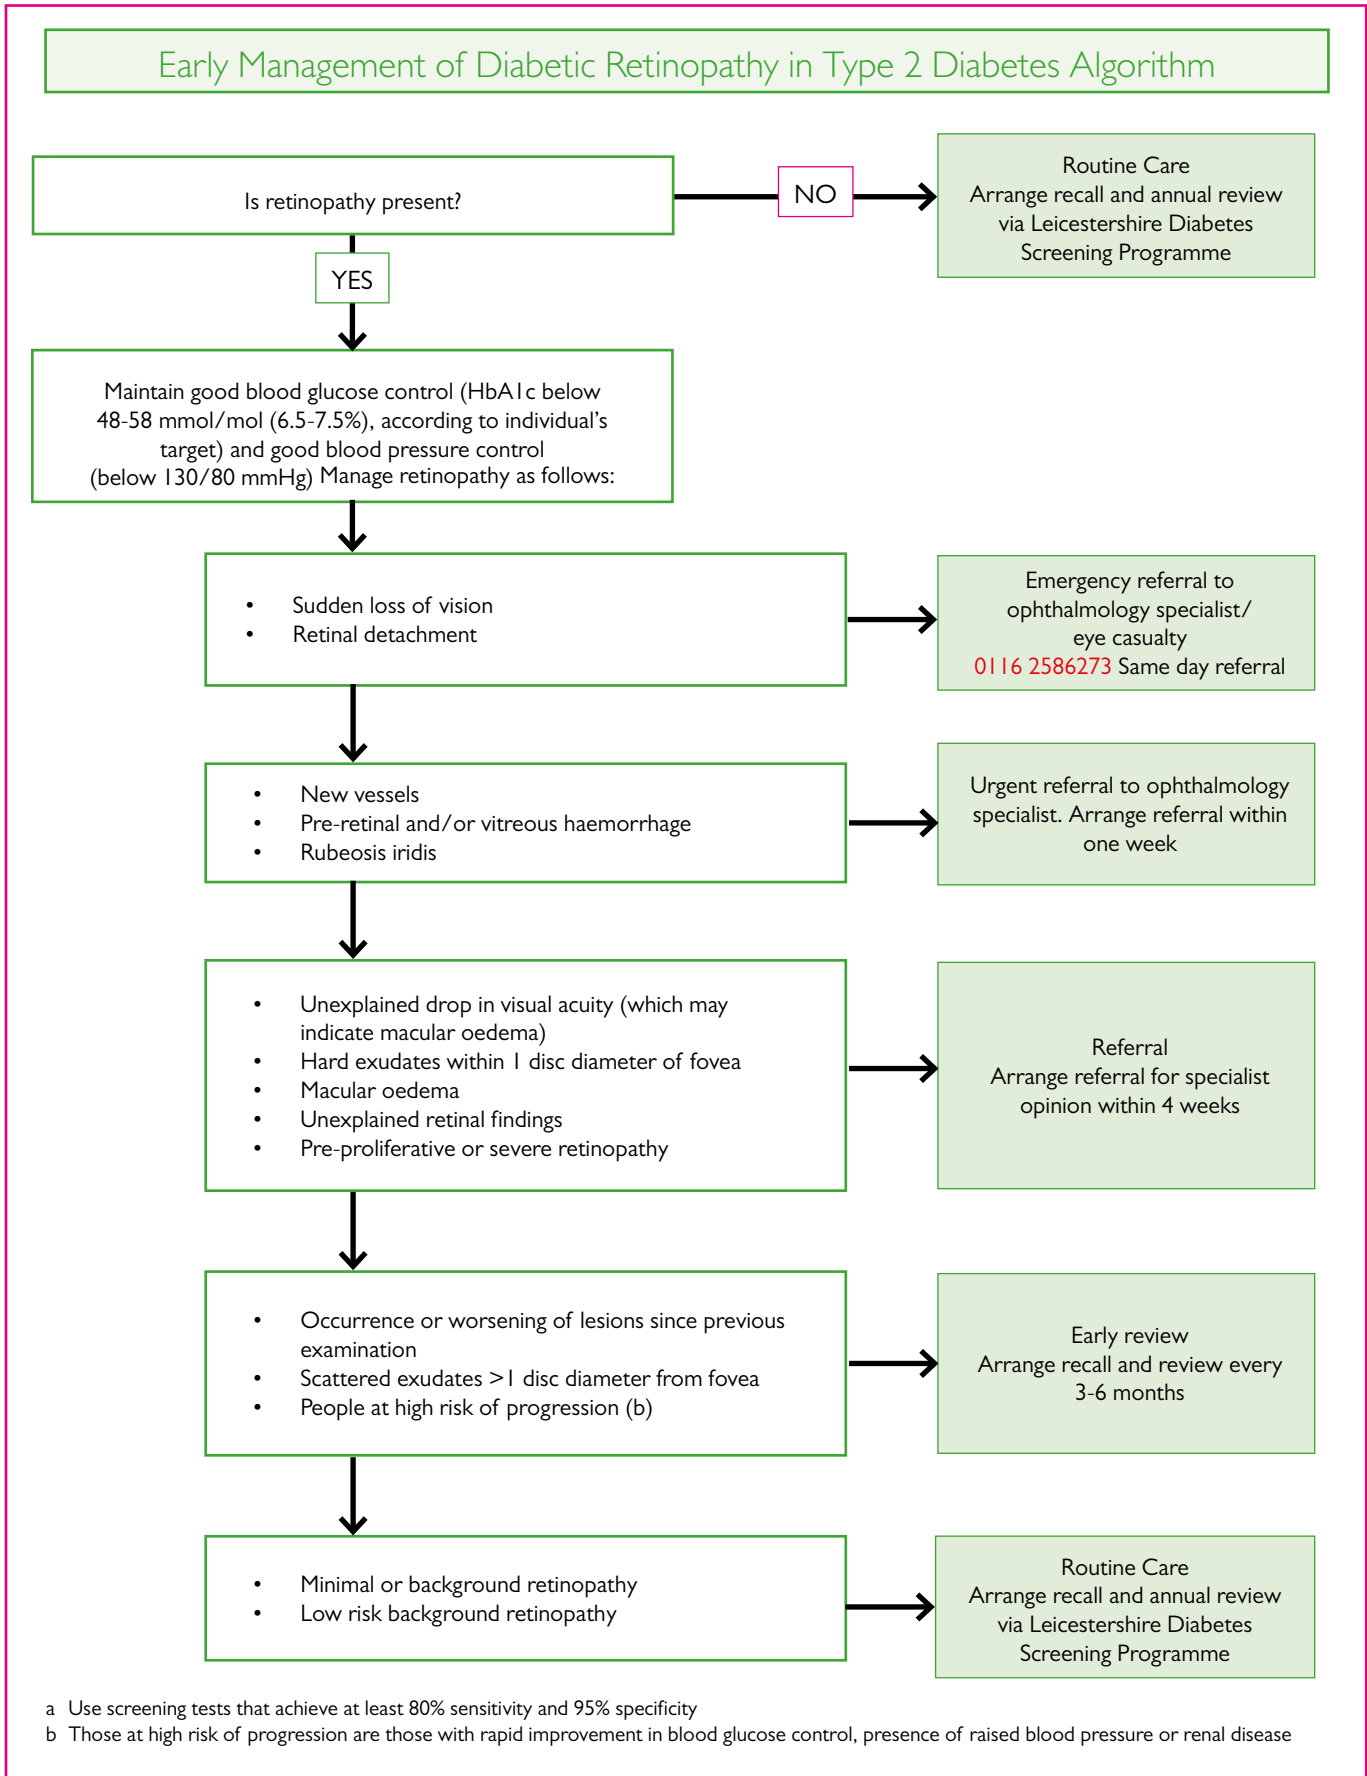 Early Management of Diabetic Retinopathy in Type 2 Diabetes Algorithm
Is retinopathy present?
NO
Routine Care
Arrange recall and annual review
via Leicestershire Diabetes
Screening Programme
YES
Maintain good blood glucose control (HbA1c below
48-58 mmol/mol (6.5-7.5%), according to individual's
target) and good blood pressure control
(below 130/80 mmHg) Manage retinopathy as follows:
• Sudden loss of vision
• Retinal detachment
Emergency referral to
ophthalmology specialist/
eye casualty
0116 2586273 Same day referral
• New vessels
• Pre-retinal and/or vitreous haemorrhage
• Rubeosis iridis
Urgent referral to ophthalmology
specialist. Arrange referral within
one week
• Unexplained drop in visual acuity (which may
indicate macular oedema)
• Hard exudates within 1 disc diameter of fovea
• Macular oedema
• Unexplained retinal findings
• Pre-proliferative or severe retinopathy
Referral
Arrange referral for specialist
opinion within 4 weeks
• Occurrence or worsening of lesions since previous
examination
• Scattered exudates >1 disc diameter from fovea
• People at high risk of progression (b)
Early review
Arrange recall and review every
3-6 months
• Minimal or background retinopathy
• Low risk background retinopathy
Routine Care
Arrange recall and annual review
via Leicestershire Diabetes
Screening Programme
a Use screening tests that achieve at least 80% sensitivity and 95% specificity
b Those at high risk of progression are those with rapid improvement in blood glucose control, presence of raised blood pressure or renal disease